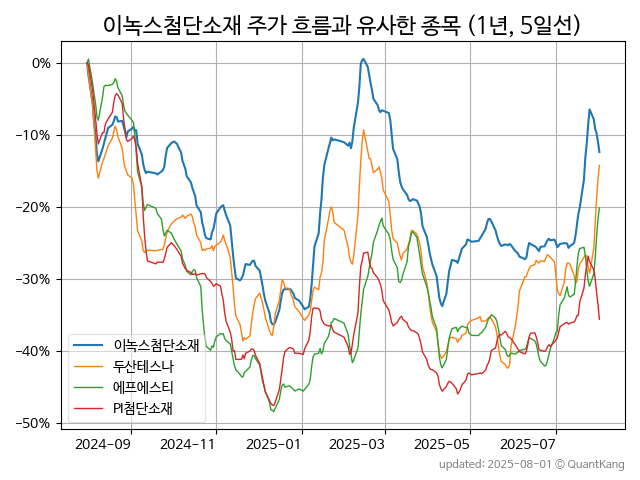 이녹스첨단소재 주가 흐름과 유사한 종목 (1년, 5일선)
0%
−10%
−20%
−30%
−40%
−50%
이녹스첨단소재
두산테스나
에프에스티
PI첨단소재
2024-09 2024-11 2025-01 2025-03 2025-05 2025-07
updated: 2025-08-01 © QuantKang